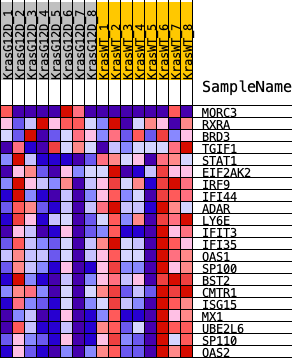 KrasG12D_1
KrasG12D_2
KrasG12D_3
KrasG12D_4
KrasG12D_5
KrasG12D_6
KrasG12D_7
KrasG12D_8
KrasWT_1
KrasWT_2
KrasWT_3
KrasWT_4
KrasWT_5
KrasWT_6
KrasWT_7
KrasWT_8
SampleName
MORC3
RXRA
BRD3
TGIF1
STAT1
EIF2AK2
IRF9
IFI44
ADAR
LY6E
IFIT3
IFI35
OAS1
SP100
BST2
CMTR1
ISG15
MX1
UBE2L6
SP110
OAS2